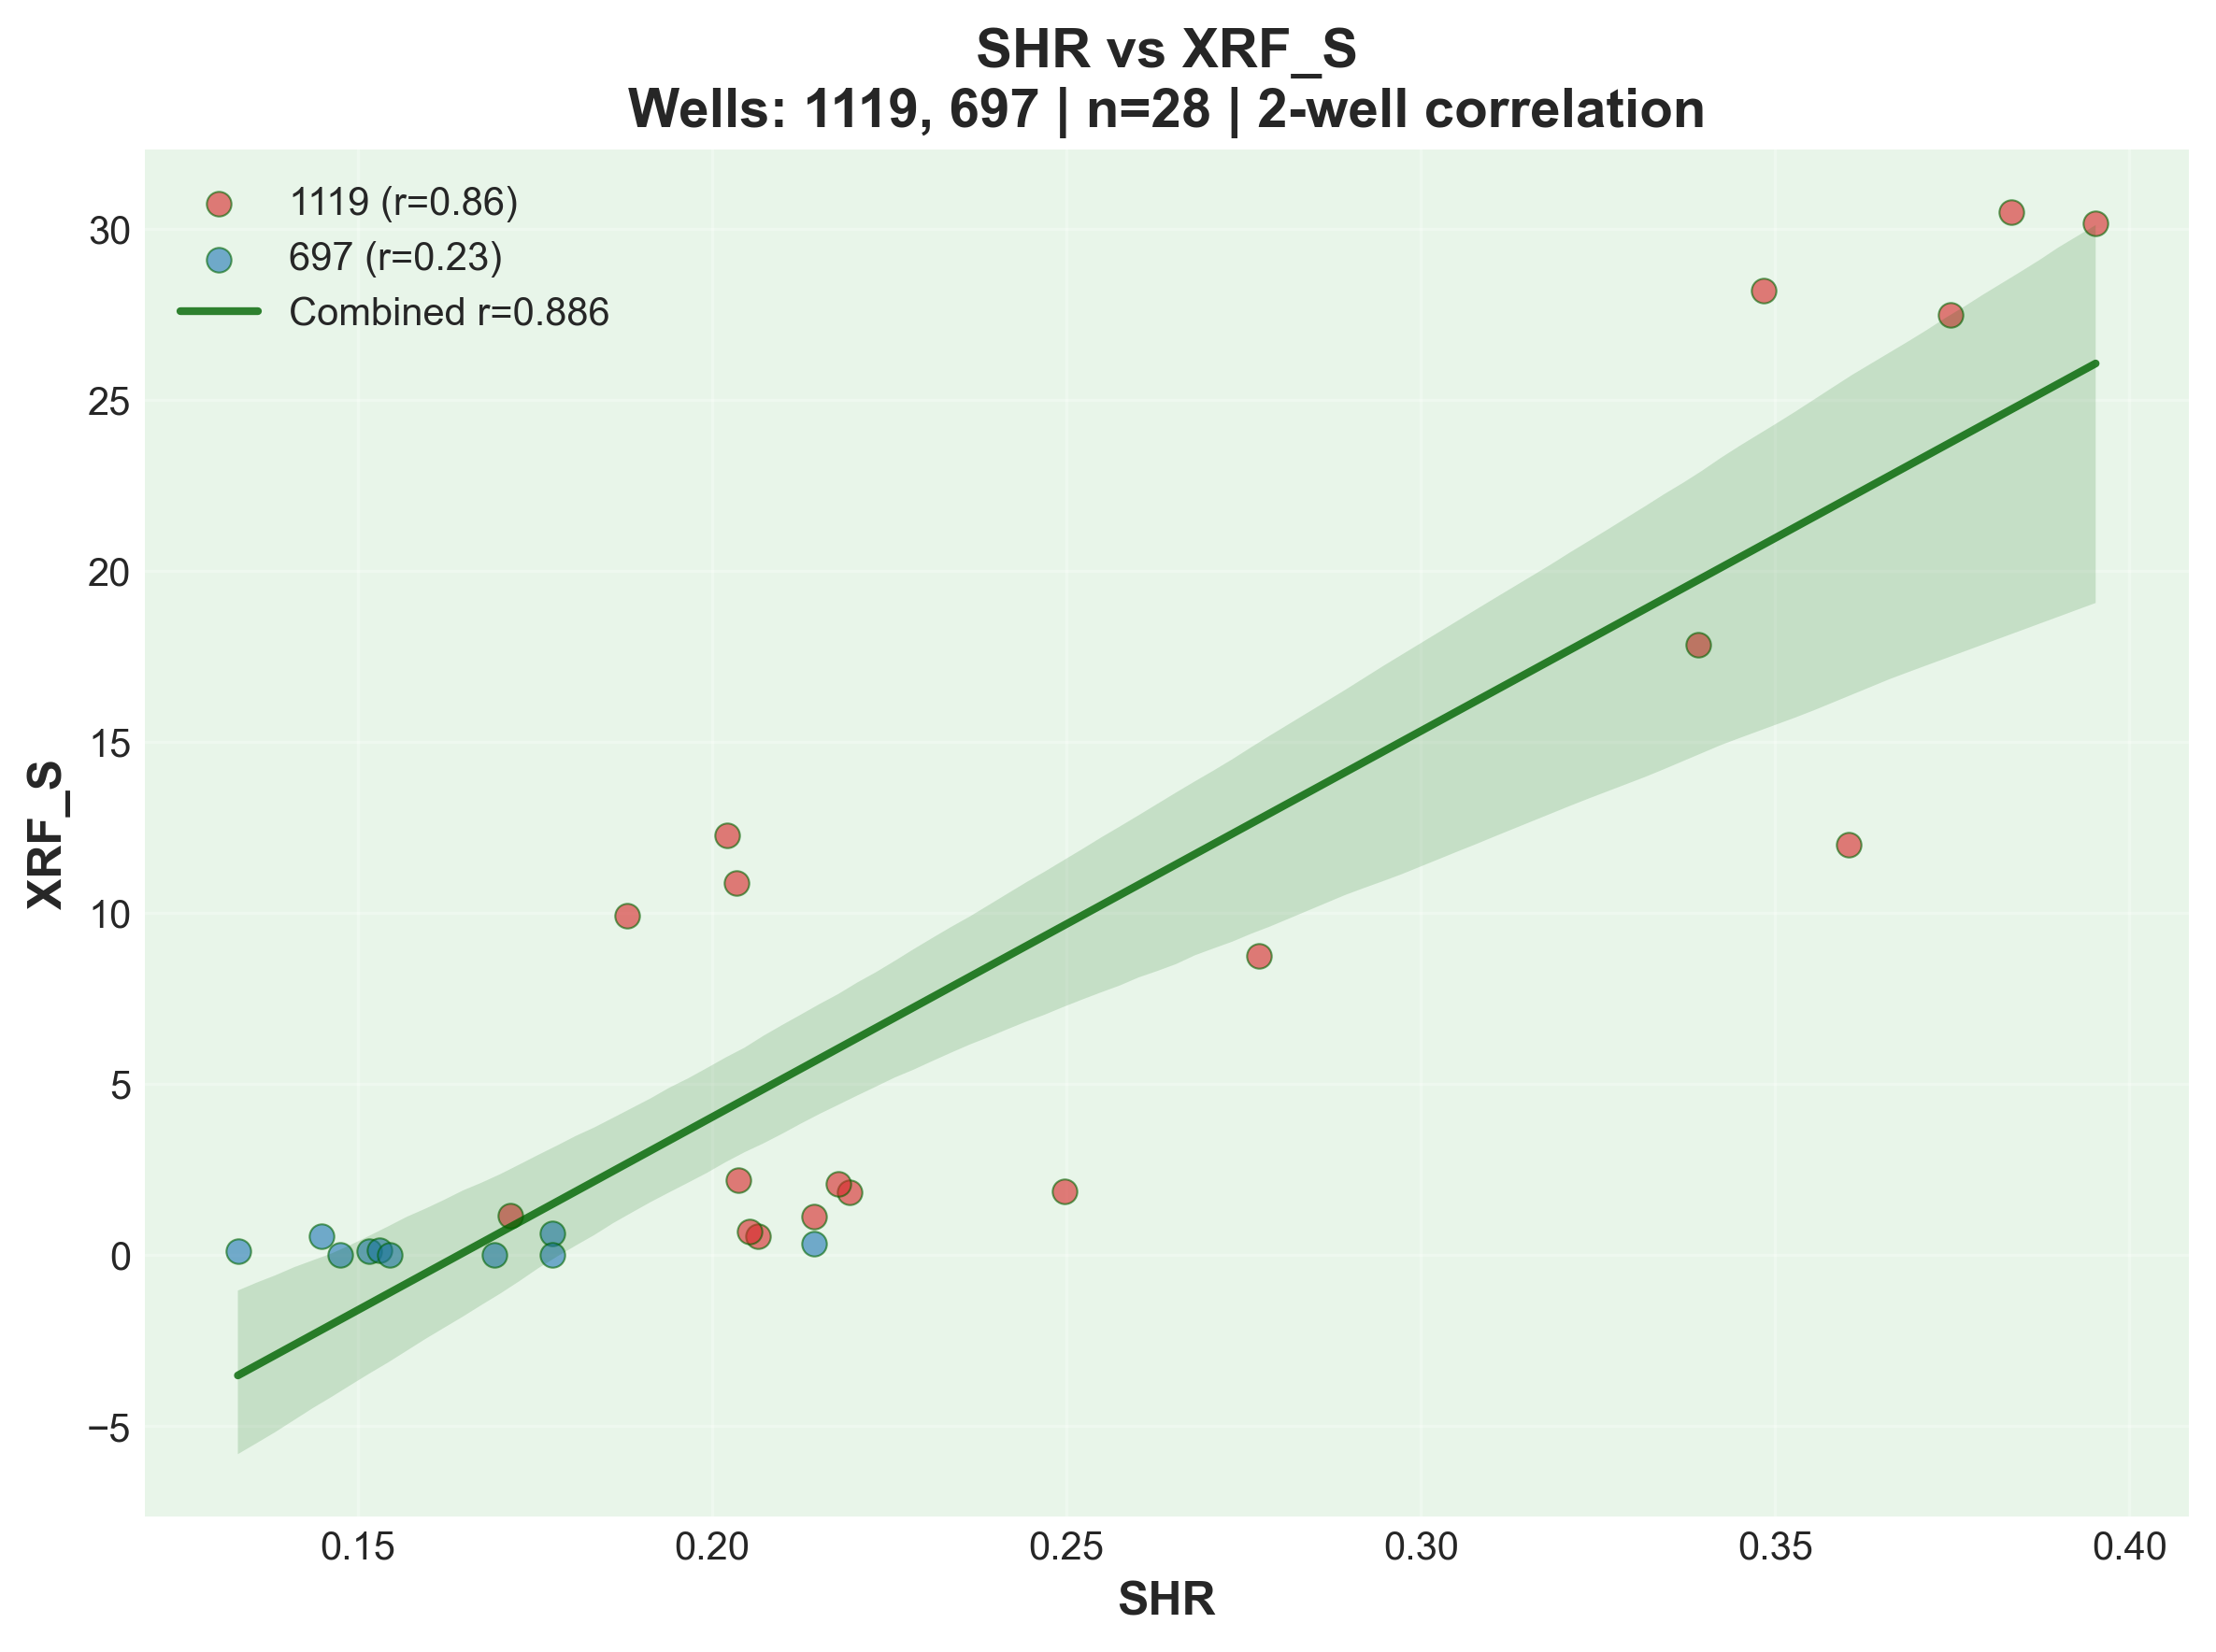 SHR vs XRF_S
Wells: 1119, 697 | n=28 | 2-well correlation
1119 (r=0.86)
697 (r=0.23)
Combined r=0.886
30
25
20
15
10
5
0
−5
XRF_S
0.15 0.20 0.25 0.30 0.35 0.40
SHR